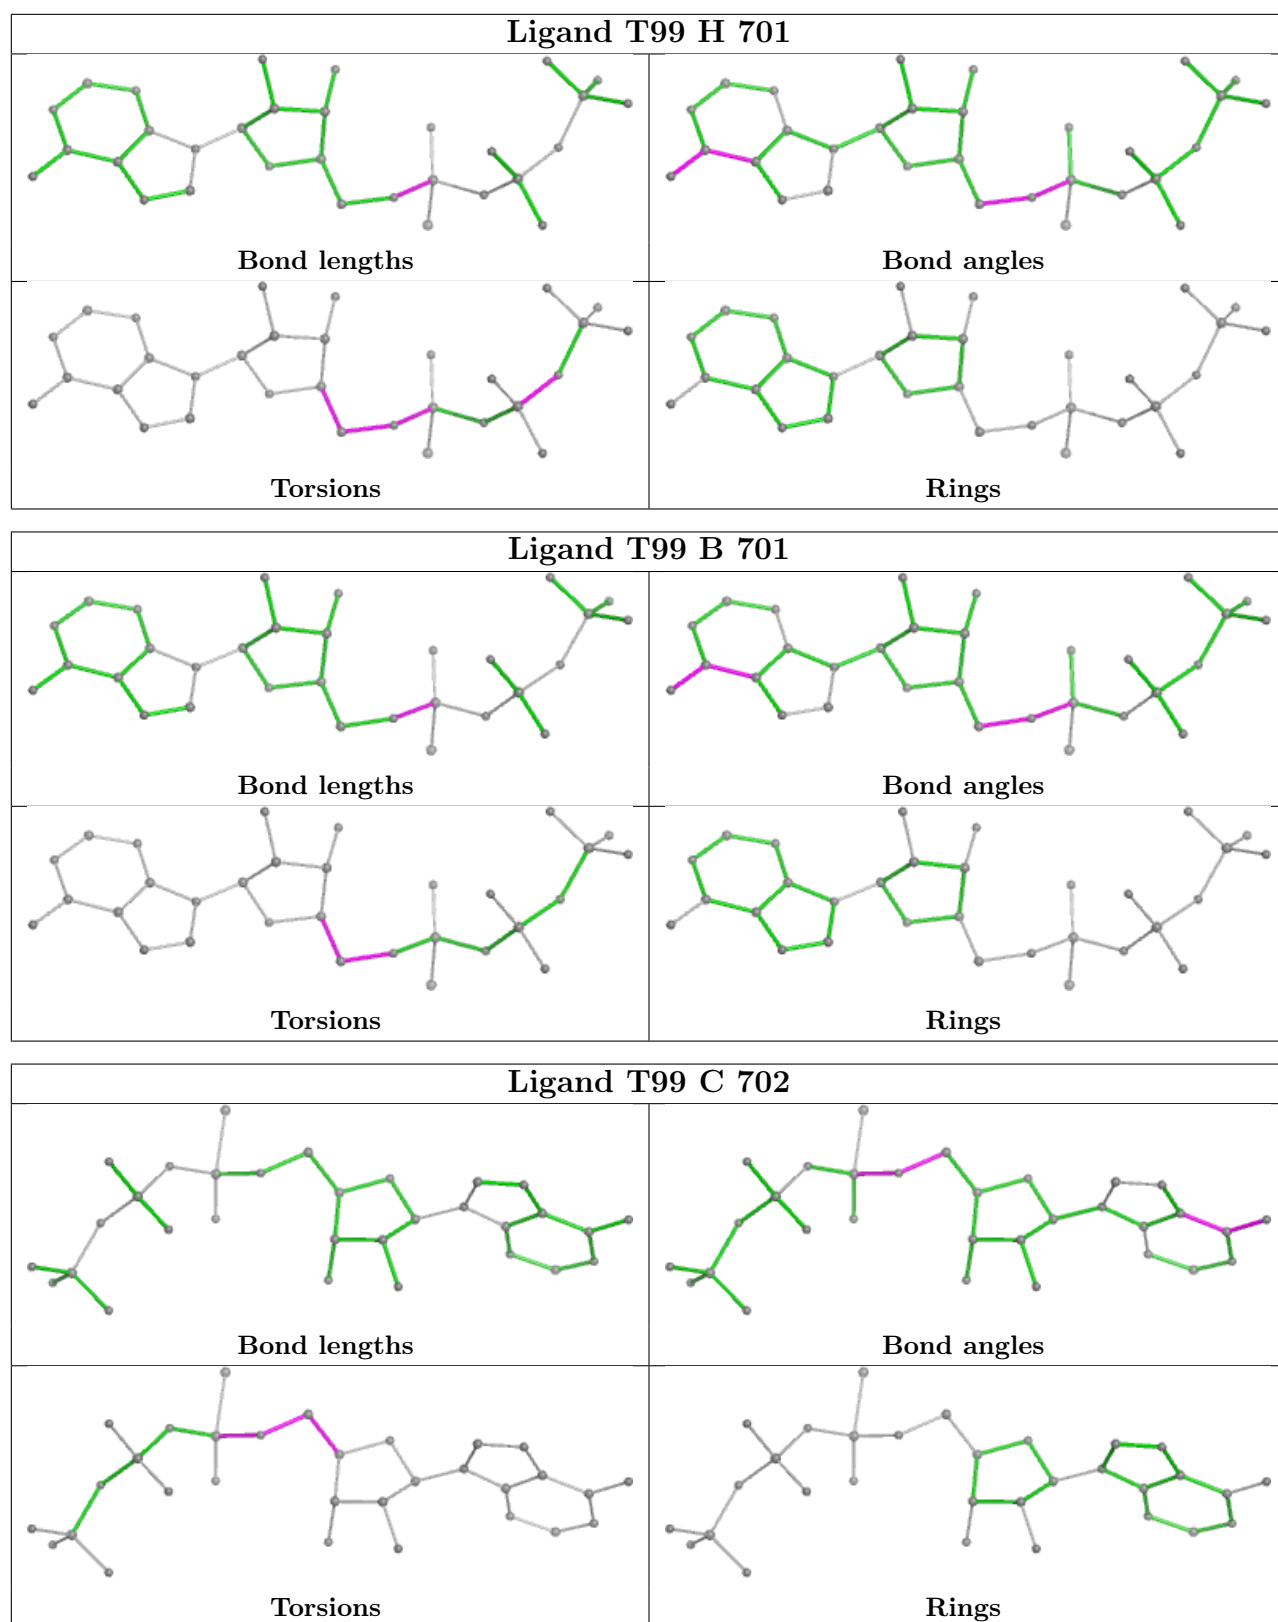 Ligand T99 H 701
Bond lengths
Bond angles
Torsions
Rings
Ligand T99 B 701
Bond lengths
Bond angles
Torsions
Rings
Ligand T99 C 702
Bond lengths
Bond angles
Torsions
Rings